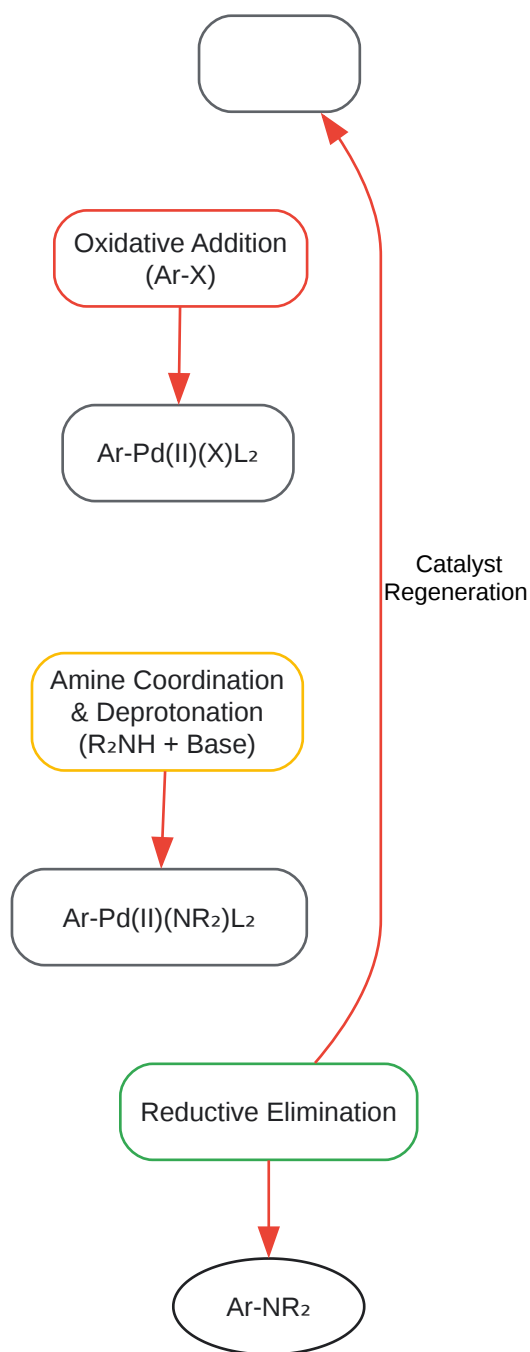 Oxidative Addition
(Ar-X)
Ar-Pd(II)(X)L₂
Catalyst
Regeneration
Amine Coordination
& Deprotonation
(R₂NH + Base)
Ar-Pd(II)(NR₂)L₂
Reductive Elimination
Ar-NR₂